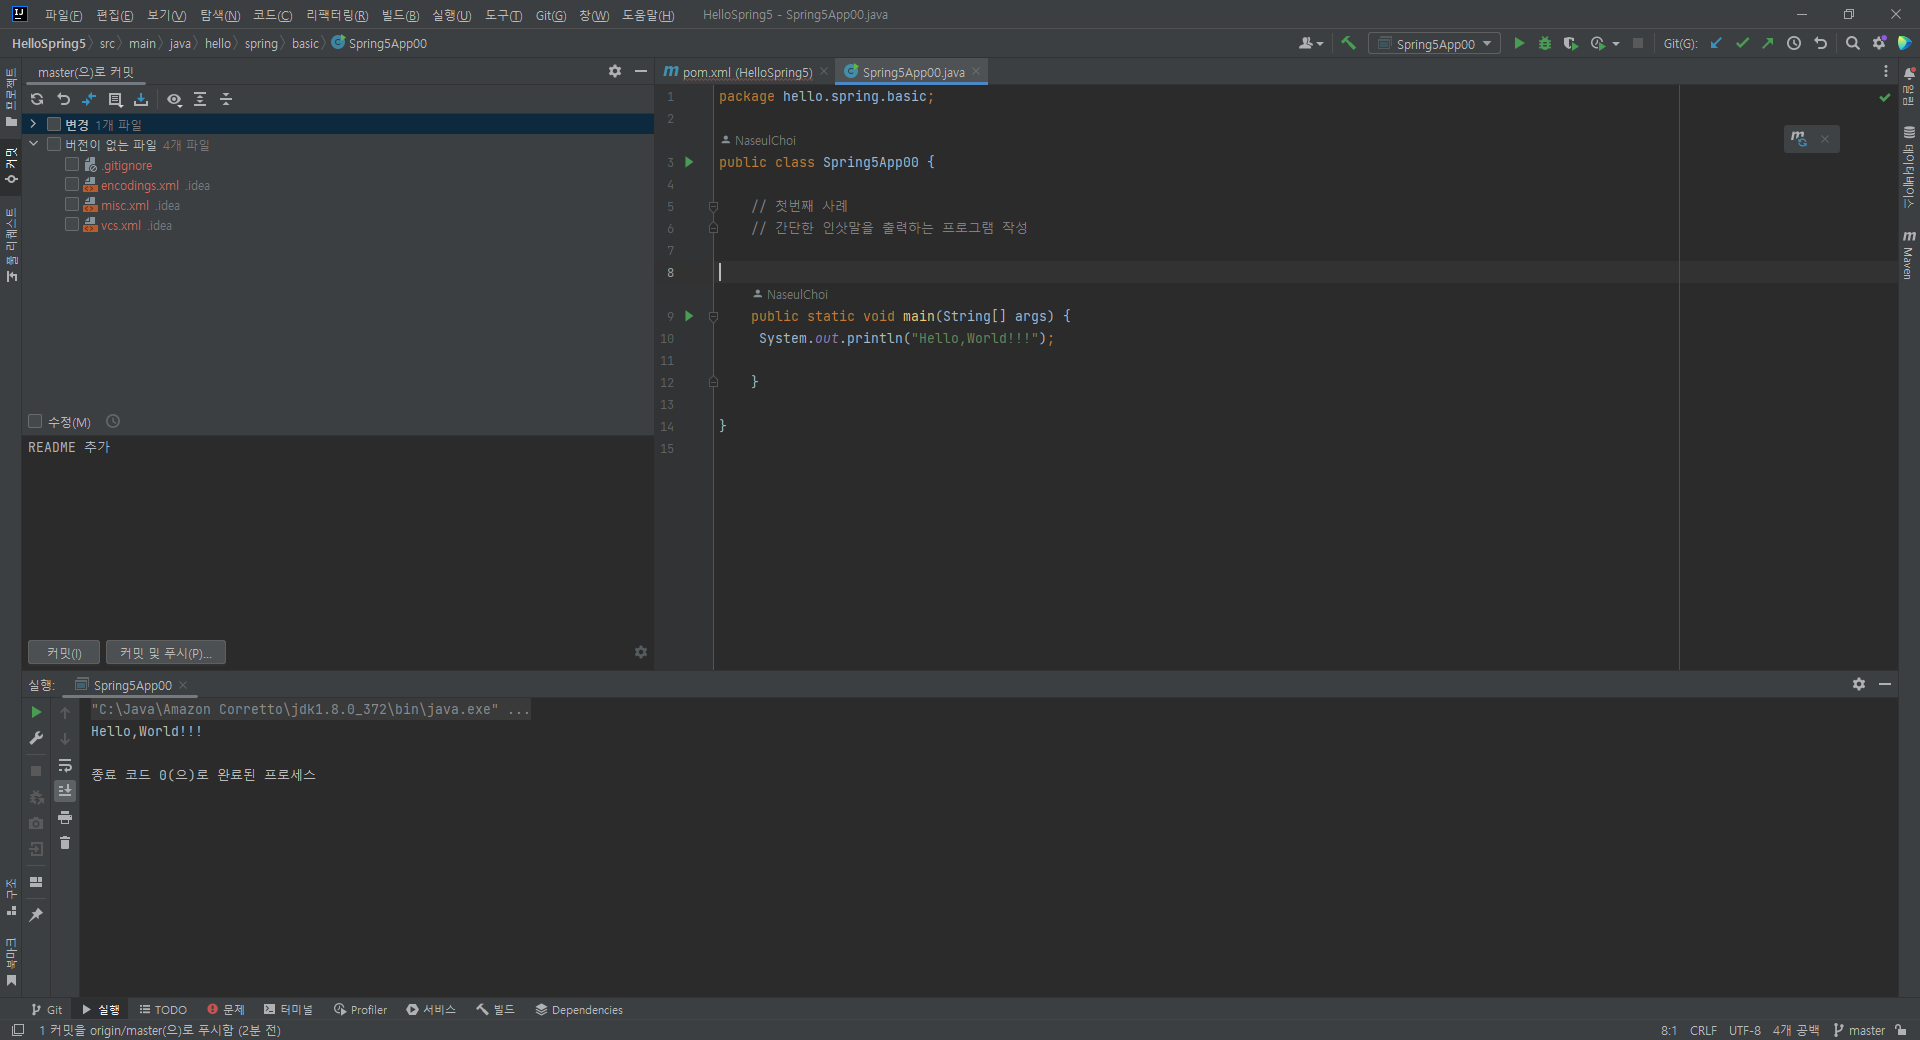 파일(F) 편집(E) 보기(V) 탐색(N) 코드(C) 리팩터링(R) 빌드(B) 실행(U) 도구(T) Git(G) 창(W) 도움말(H) HelloSpring5 - Spring5App00.java
HelloSpring5 src main java hello spring basic Spring5App00
Spring5App00 Git(G):
프로젝트
커밋
풀 리퀘스트
구조
북마크
master(으)로 커밋
변경 1개 파일
버전이 없는 파일 4개 파일
.gitignore
encodings.xml .idea
misc.xml .idea
vcs.xml .idea
수정(M)
README 추가
커밋(I) 커밋 및 푸시(P)...
pom.xml (HelloSpring5) Spring5App00.java
1 package hello.spring.basic;
2
NaseulChoi
3 public class Spring5App00 {
4
5 // 첫번째 사례
6 // 간단한 인삿말을 출력하는 프로그램 작성
7
8
NaseulChoi
9 public static void main(String[] args) {
10 System.out.println("Hello,World!!!");
11
12 }
13
14 }
15
알림
데이터베이스
Maven
실행: Spring5App00
"C:\Java\Amazon Corretto\jdk1.8.0_372\bin\java.exe" ...
Hello,World!!!
종료 코드 0(으)로 완료된 프로세스
Git 실행 TODO 문제 터미널 Profiler 서비스 빌드 Dependencies
1 커밋을 origin/master(으)로 푸시함 (2분 전) 8:1 CRLF UTF-8 4개 공백 master